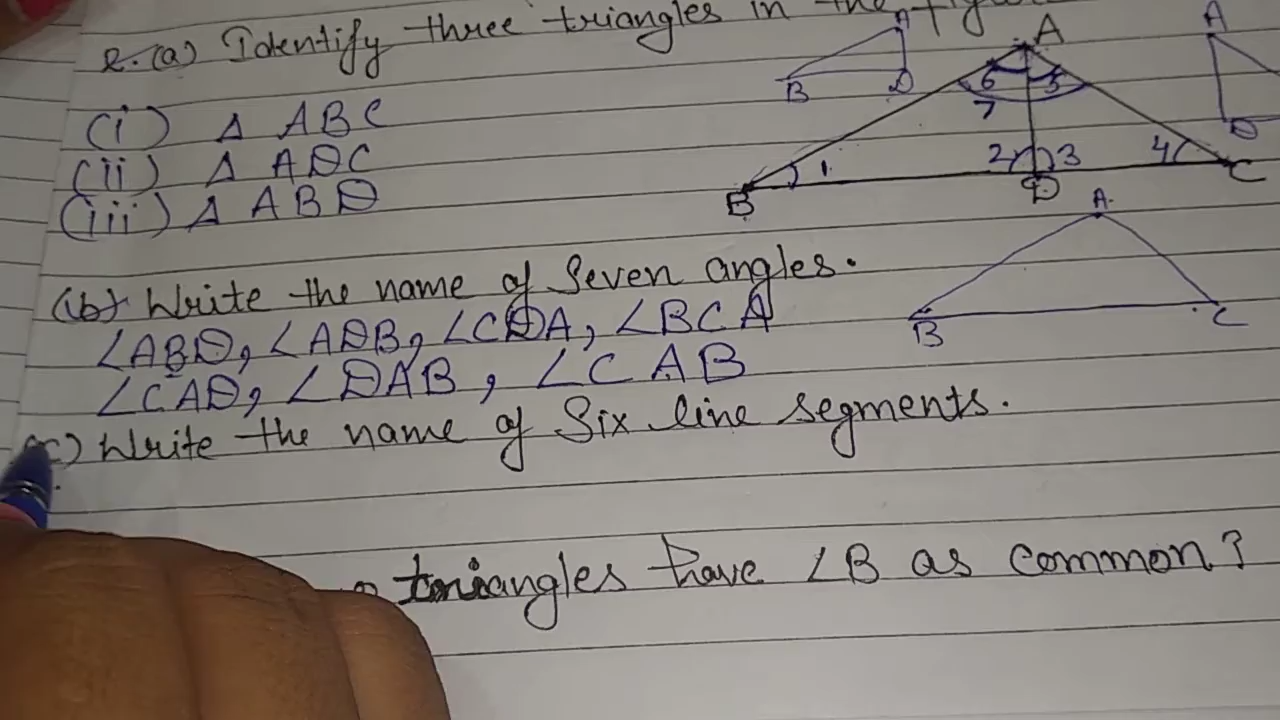 2. (a) Identify three triangles in the
(i) Δ ABC
(ii) Δ ADC
(iii) Δ ABD
(b) Write the name of Seven angles.
∠ABD, ∠ADB, ∠CDA, ∠BCA
∠CAD, ∠DAB, ∠CAB
(c) Write the name of Six line segments.
triangles have ∠B as common?
A
B D
A
6 5
7
1 2 3 4
B D C
A
D
A
B C